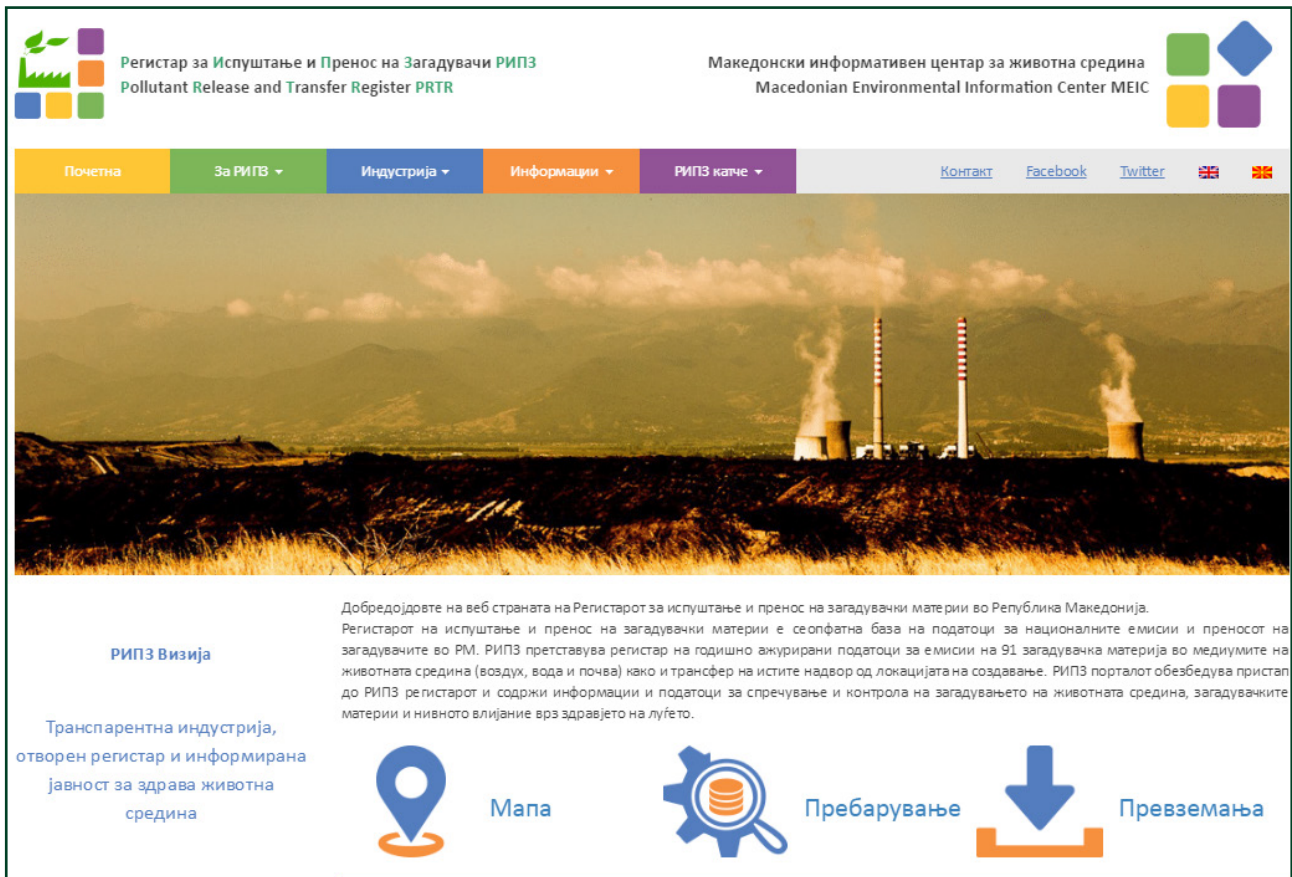 Регистар за Испуштање и Пренос на Загадувачи РИПЗ
Pollutant Release and Transfer Register PRTR
Македонски информативен центар за животна средина
Macedonian Environmental Information Center MEIC
Почетна За РИПЗ Индустрија Информации РИПЗ катче Контакт Facebook Twitter
РИПЗ Визија
Транспарентна индустрија,
отворен регистар и информирана
јавност за здрава животна
средина
Добредојдовте на веб страната на Регистарот за испуштање и пренос на загадувачки материи во Република Македонија.
Регистарот на испуштање и пренос на загадувачки материи е сеопфатна база на податоци за националните емисии и преносот на
загадувачите во РМ. РИПЗ претставува регистар на годишно ажурирани податоци за емисии на 91 загадувачка материја во медиумите на
животната средина (воздух, вода и почва) како и трансфер на истите надвор од локацијата на создавање. РИПЗ порталот обезбедува пристап
до РИПЗ регистарот и содржи информации и податоци за спречување и контрола на загадувањето на животната средина, загадувачките
материи и нивното влијание врз здравјето на луѓето.
Мапа Пребарување Превземања